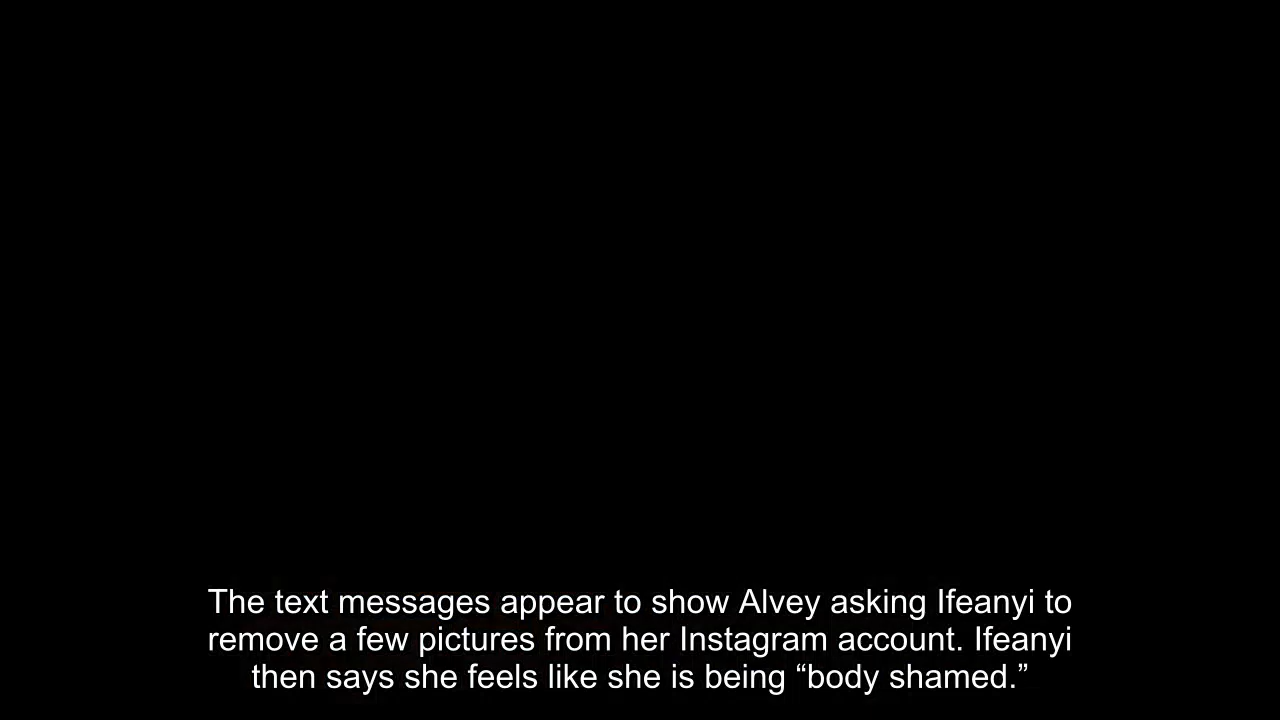 The text messages appear to show Alvey asking Ifeanyi to
remove a few pictures from her Instagram account. Ifeanyi
then says she feels like she is being “body shamed.”